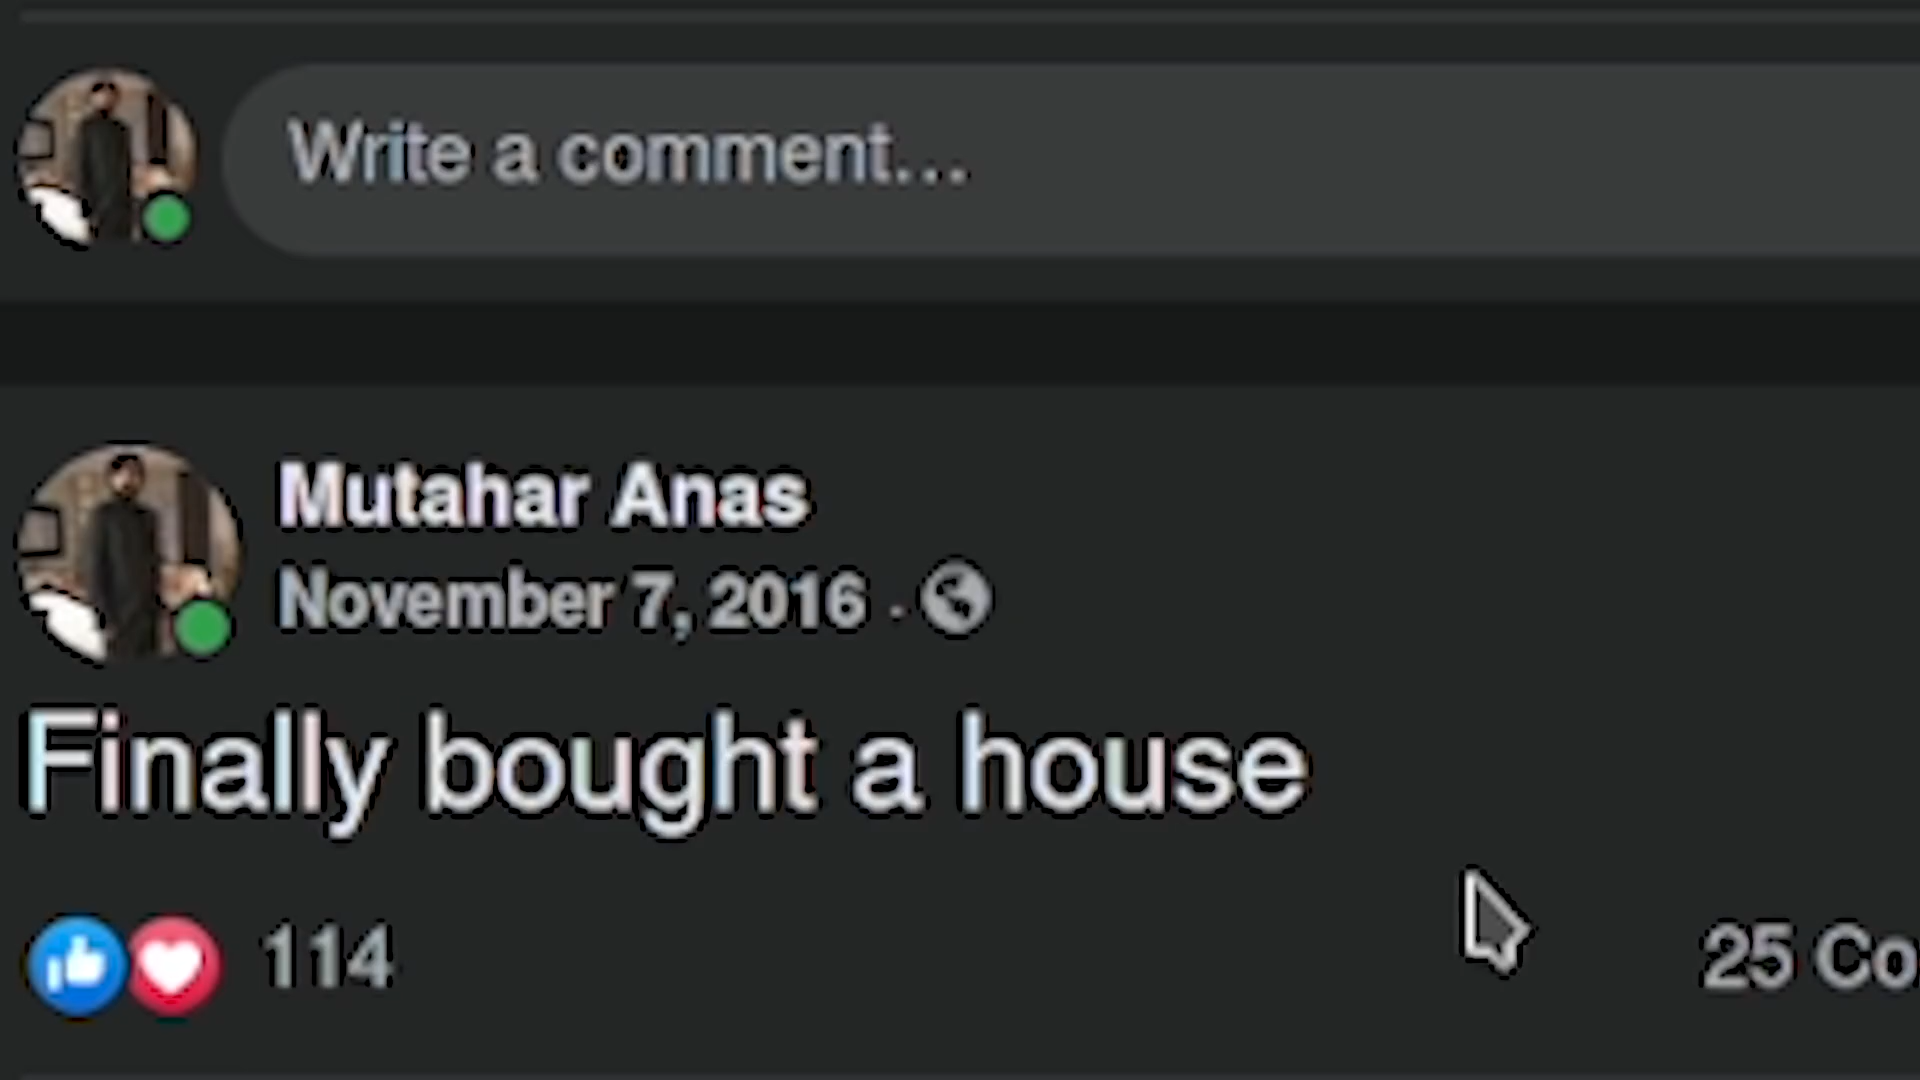 Write a comment...
Mutahar Anas
November 7, 2016 ·
Finally bought a house
114
25 Co